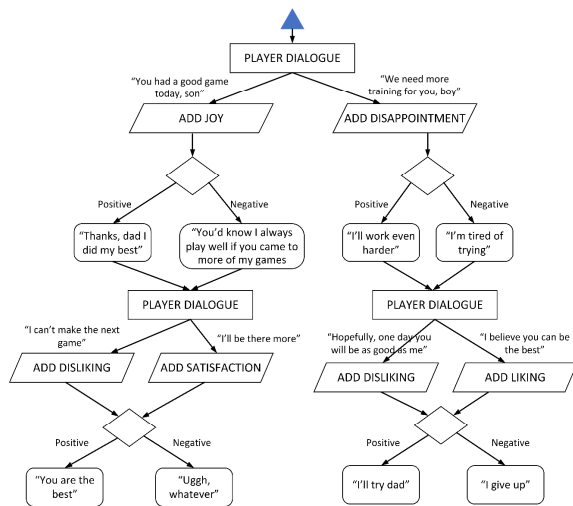 PLAYER DIALOGUE
“You had a good game
today, son”
“We need more
training for you, boy”
ADD JOY
ADD DISAPPOINTMENT
Positive
Negative
Positive
Negative
“Thanks, dad I
did my best”
“You’d know I always
play well if you came to
more of my games
“I’ll work even
harder”
“I’m tired of
trying”
PLAYER DIALOGUE
PLAYER DIALOGUE
“I can’t make the next
game”
“I’ll be there more”
“Hopefully, one day you
will be as good as me”
“I believe you can be
the best”
ADD DISLIKING
ADD SATISFACTION
ADD DISLIKING
ADD LIKING
Positive
Negative
Positive
Negative
“You are the
best”
“Uggh,
whatever”
“I’ll try dad”
“I give up”